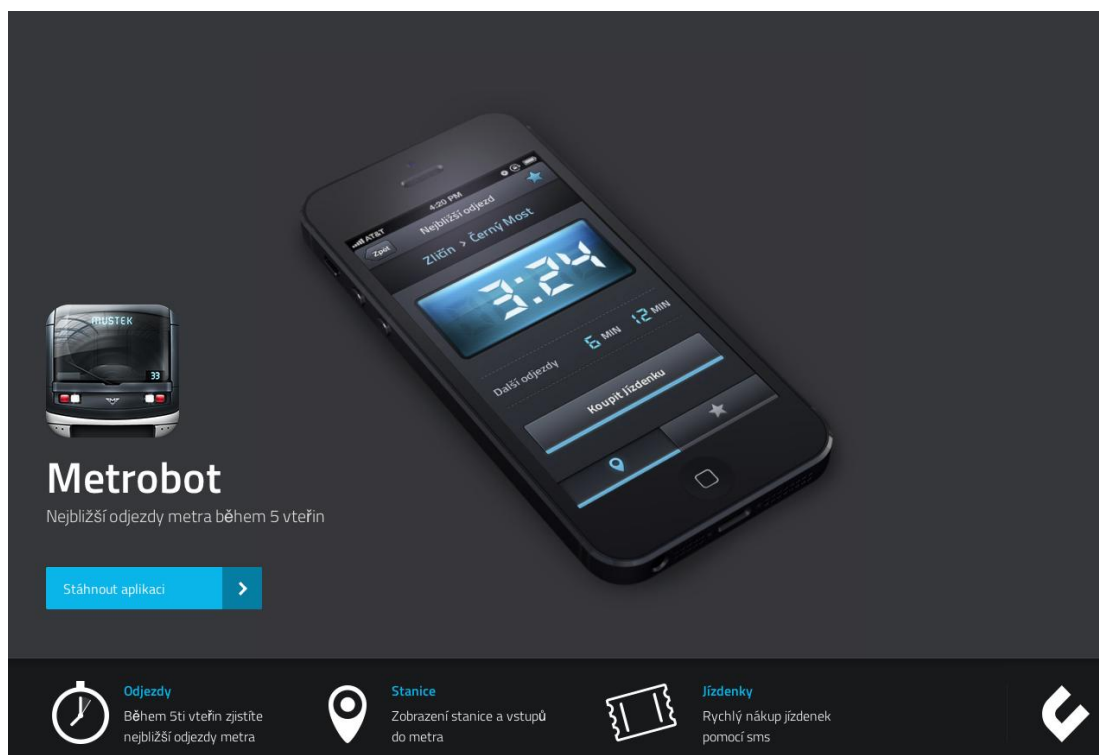 AT&T 4:20 PM
Zpět Nejbližší odjezd
Zličín > Černý Most
3:24
Další odjezdy 6 MIN 12 MIN
Koupit Jízdenku
MUSTEK
33
Metrobot
Nejbližší odjezdy metra během 5 vteřin
Stáhnout aplikaci
Odjezdy
Během 5ti vteřin zjistíte
nejbližší odjezdy metra
Stanice
Zobrazení stanice a vstupů
do metra
Jízdenky
Rychlý nákup jízdenek
pomocí sms